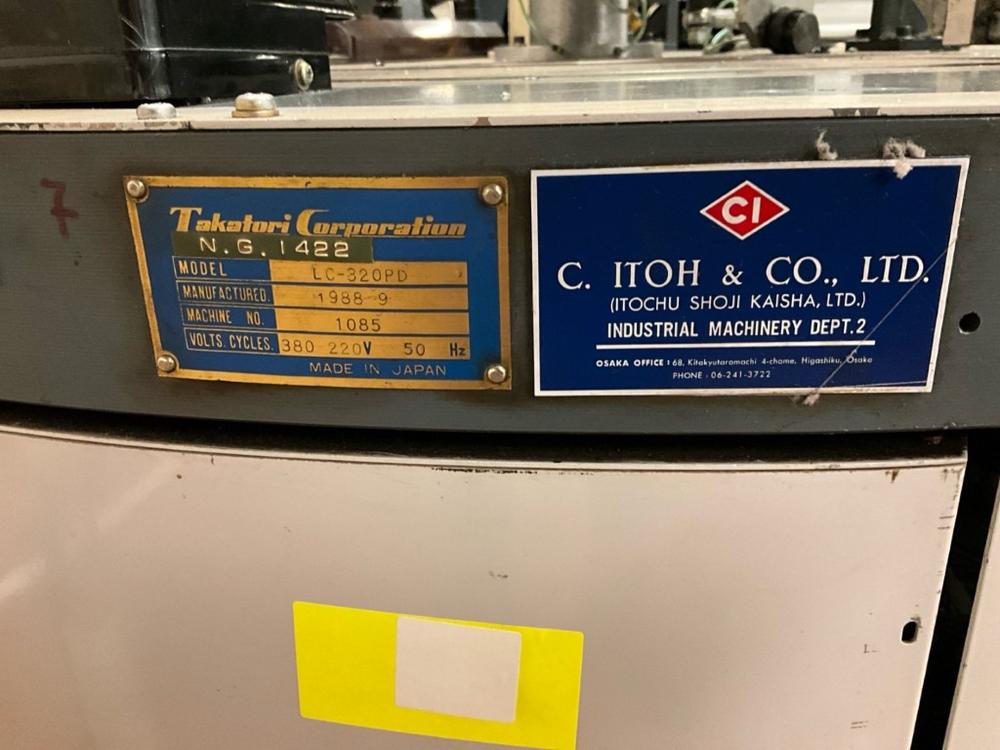 7
Takatori Corporation
N.G. 1422
MODEL LC-320PD
MANUFACTURED. 1988 9
MACHINE NO. 1085
VOLTS. CYCLES. 380 220V 50 Hz
MADE IN JAPAN
CI
C. ITOH & CO., LTD.
(ITOCHU SHOJI KAISHA, LTD.)
INDUSTRIAL MACHINERY DEPT. 2
OSAKA OFFICE : 68, Kitakyutaromachi 4-chome, Higashiku, Osaka
PHONE · 06-241-3722